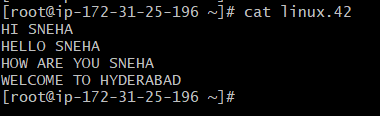 [root@ip-172-31-25-196 ~]# cat linux.42
HI SNEHA
HELLO SNEHA
HOW ARE YOU SNEHA
WELCOME TO HYDERABAD
[root@ip-172-31-25-196 ~]#